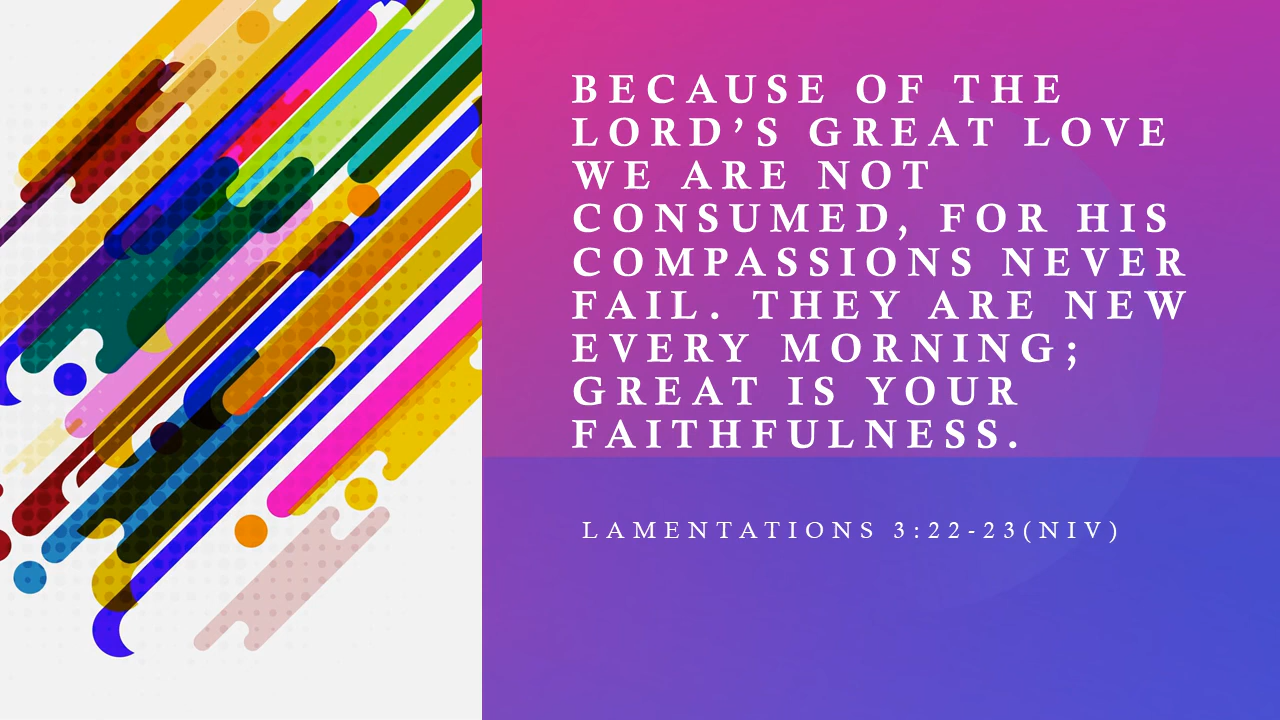 BECAUSE OF THE
LORD’S GREAT LOVE
WE ARE NOT
CONSUMED, FOR HIS
COMPASSIONS NEVER
FAIL. THEY ARE NEW
EVERY MORNING;
GREAT IS YOUR
FAITHFULNESS.
LAMENTATIONS 3:22-23(NIV)